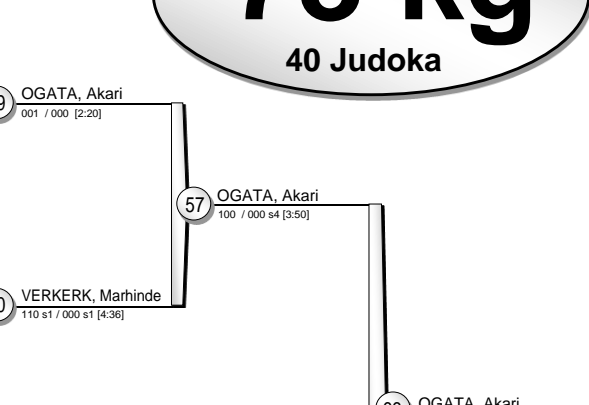 40 Judoka
OGATA, Akari
001 / 000 [2:20]
57
OGATA, Akari
100 / 000 s4 [3:50]
VERKERK, Marhinde
110 s1 / 000 s1 [4:36]
OGATA, Akari